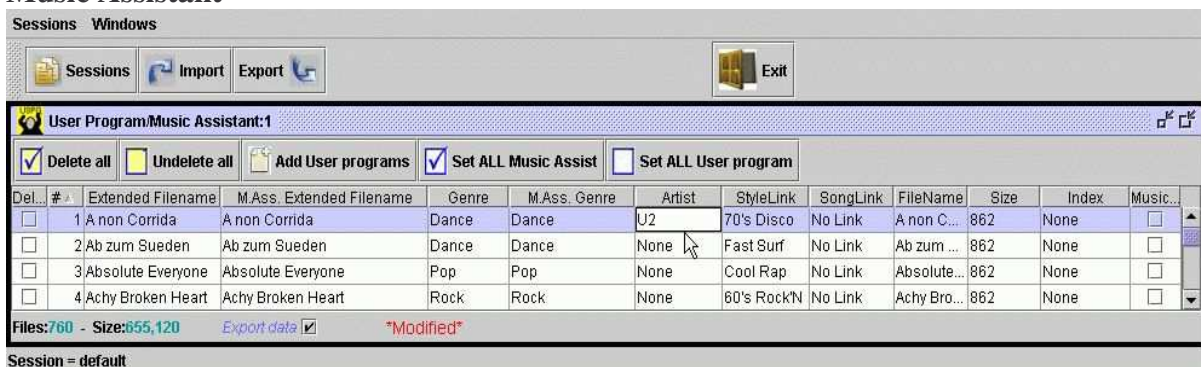 Music Assistant
Sessions Windows
Sessions Import Export Exit
User Program/Music Assistant:1
Delete all Undelete all Add User programs Set ALL Music Assist Set ALL User program
Del... # Extended Filename M.Ass. Extended Filename Genre M.Ass. Genre Artist StyleLink SongLink FileName Size Index Music...
1 A non Corrida A non Corrida Dance Dance U2 70's Disco No Link A non C... 862 None
2 Ab zum Sueden Ab zum Sueden Dance Dance None Fast Surf No Link Ab zum ... 862 None
3 Absolute Everyone Absolute Everyone Pop Pop None Cool Rap No Link Absolute... 862 None
4 Achy Broken Heart Achy Broken Heart Rock Rock None 60's Rock'N No Link Achy Bro... 862 None
Files:760 - Size:655,120 Export data *Modified*
Session = default